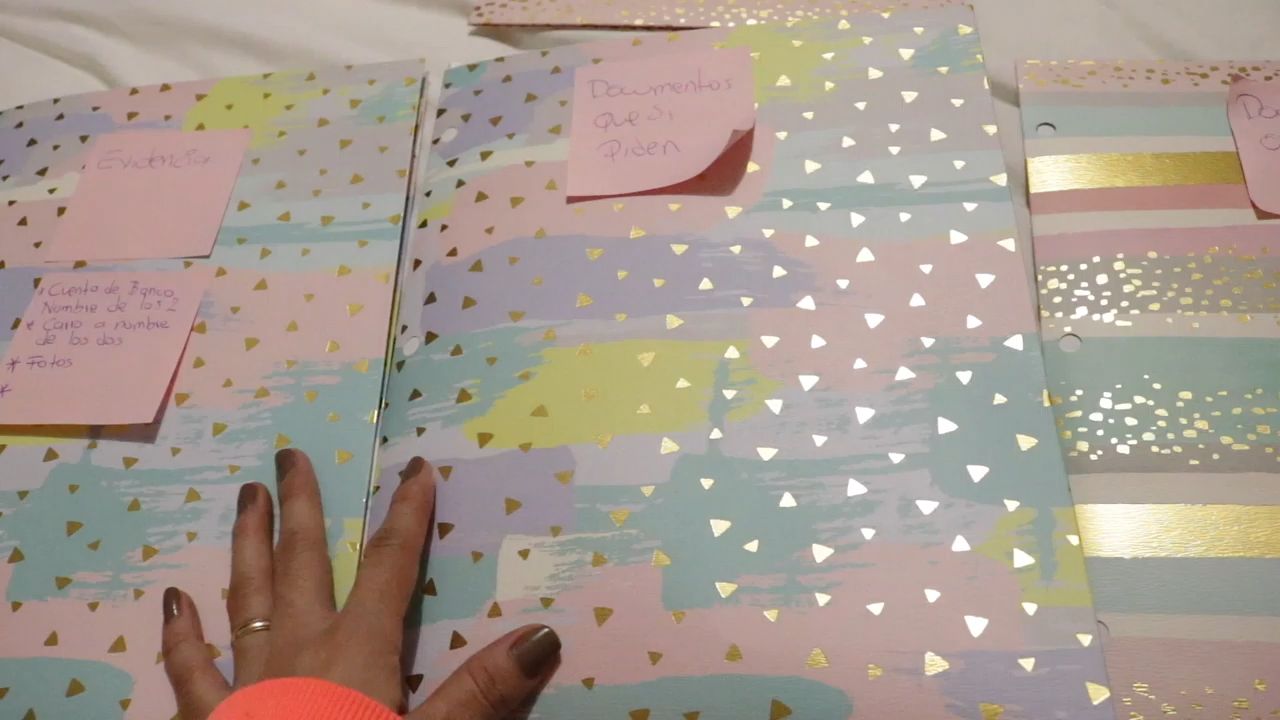 Evidencia
* Cuenta de Banco
Nombre de los 2
* Carro a nombre
de los dos
* Fotos
*
Documentos
que si
Piden